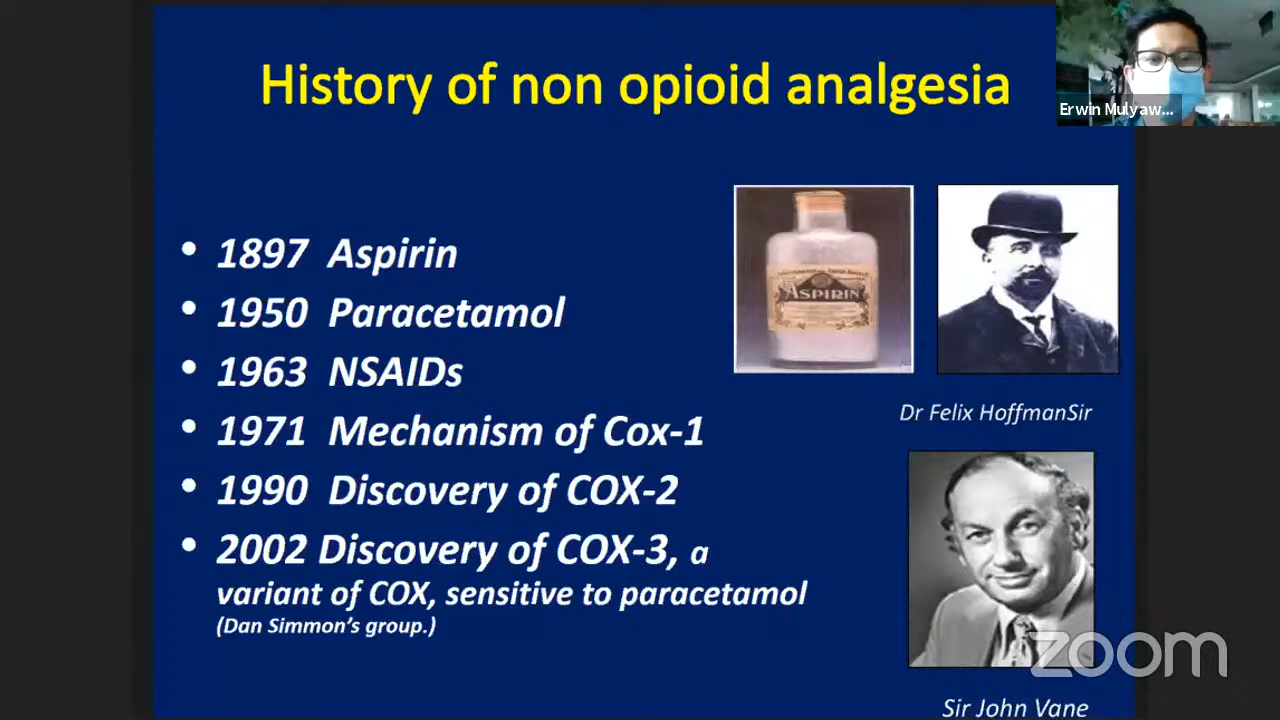 History of non opioid analgesia
Erwin Mulyaw...
• 1897 Aspirin
• 1950 Paracetamol
• 1963 NSAIDs
• 1971 Mechanism of Cox-1
• 1990 Discovery of COX-2
• 2002 Discovery of COX-3, a
variant of COX, sensitive to paracetamol
(Dan Simmon's group.)
ASPIRIN
Dr Felix HoffmanSir
Sir John Vane
zoom